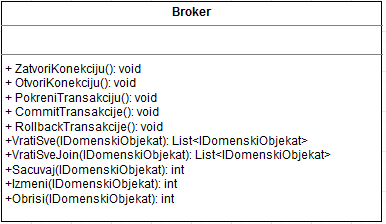 Broker
+ ZatvoriKonekciju(): void
+ OtvoriKonekciju(): void
+ PokreniTransakciju(): void
+ CommitTransakcije(): void
+ RollbackTransakcije(): void
+VratiSve(IDomenskiObjekat): List<IDomenskiObjekat>
+VratiSveJoin(IDomenskiObjekat): List<IDomenskiObjekat>
+Sacuvaj(IDomenskiObjekat): int
+Izmeni(IDomenskiObjekat): int
+Obrisi(IDomenskiObjekat): int